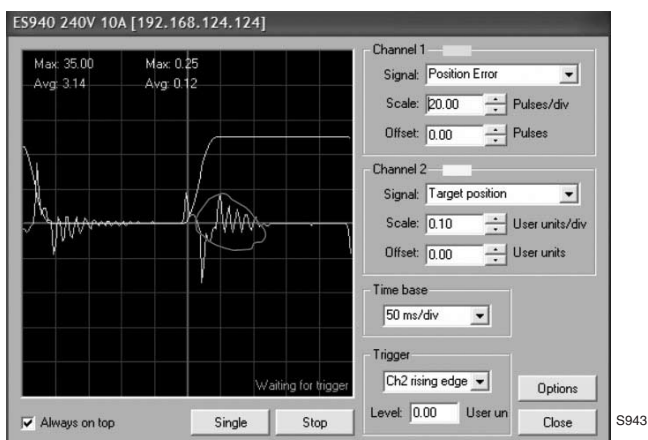 ES940 240V 10A [192.168.124.124]
Max: 35.00 Max: 0.25
Avg: 3.14 Avg: 0.12
Waiting for trigger
Always on top
Single
Stop
Channel 1
Signal: Position Error
Scale: 20.00 Pulses/div
Offset: 0.00 Pulses
Channel 2
Signal: Target position
Scale: 0.10 User units/div
Offset: 0.00 User units
Time base
50 ms/div
Trigger
Ch2 rising edge
Level: 0.00 User un
Options
Close
S943